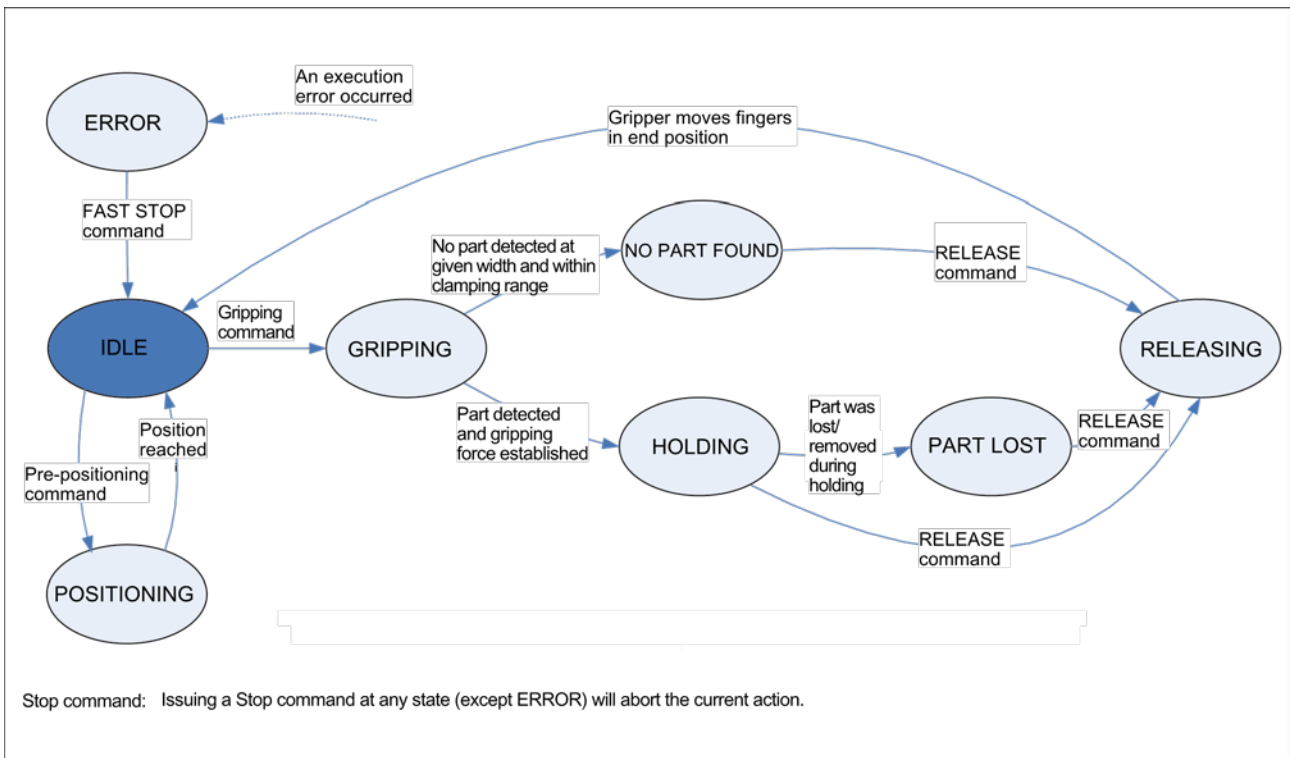 An execution
error occurred
ERROR
Gripper moves fingers
in end position
FAST STOP
command
No part detected at
given width and within
clamping range
NO PART FOUND
RELEASE
command
Gripping
command
IDLE
GRIPPING
RELEASING
Part detected
and gripping
force established
HOLDING
Part was
lost/
removed
during
holding
PART LOST
RELEASE
command
Position
reached
Pre-positioning
command
RELEASE
command
POSITIONING
Stop command: Issuing a Stop command at any state (except ERROR) will abort the current action.